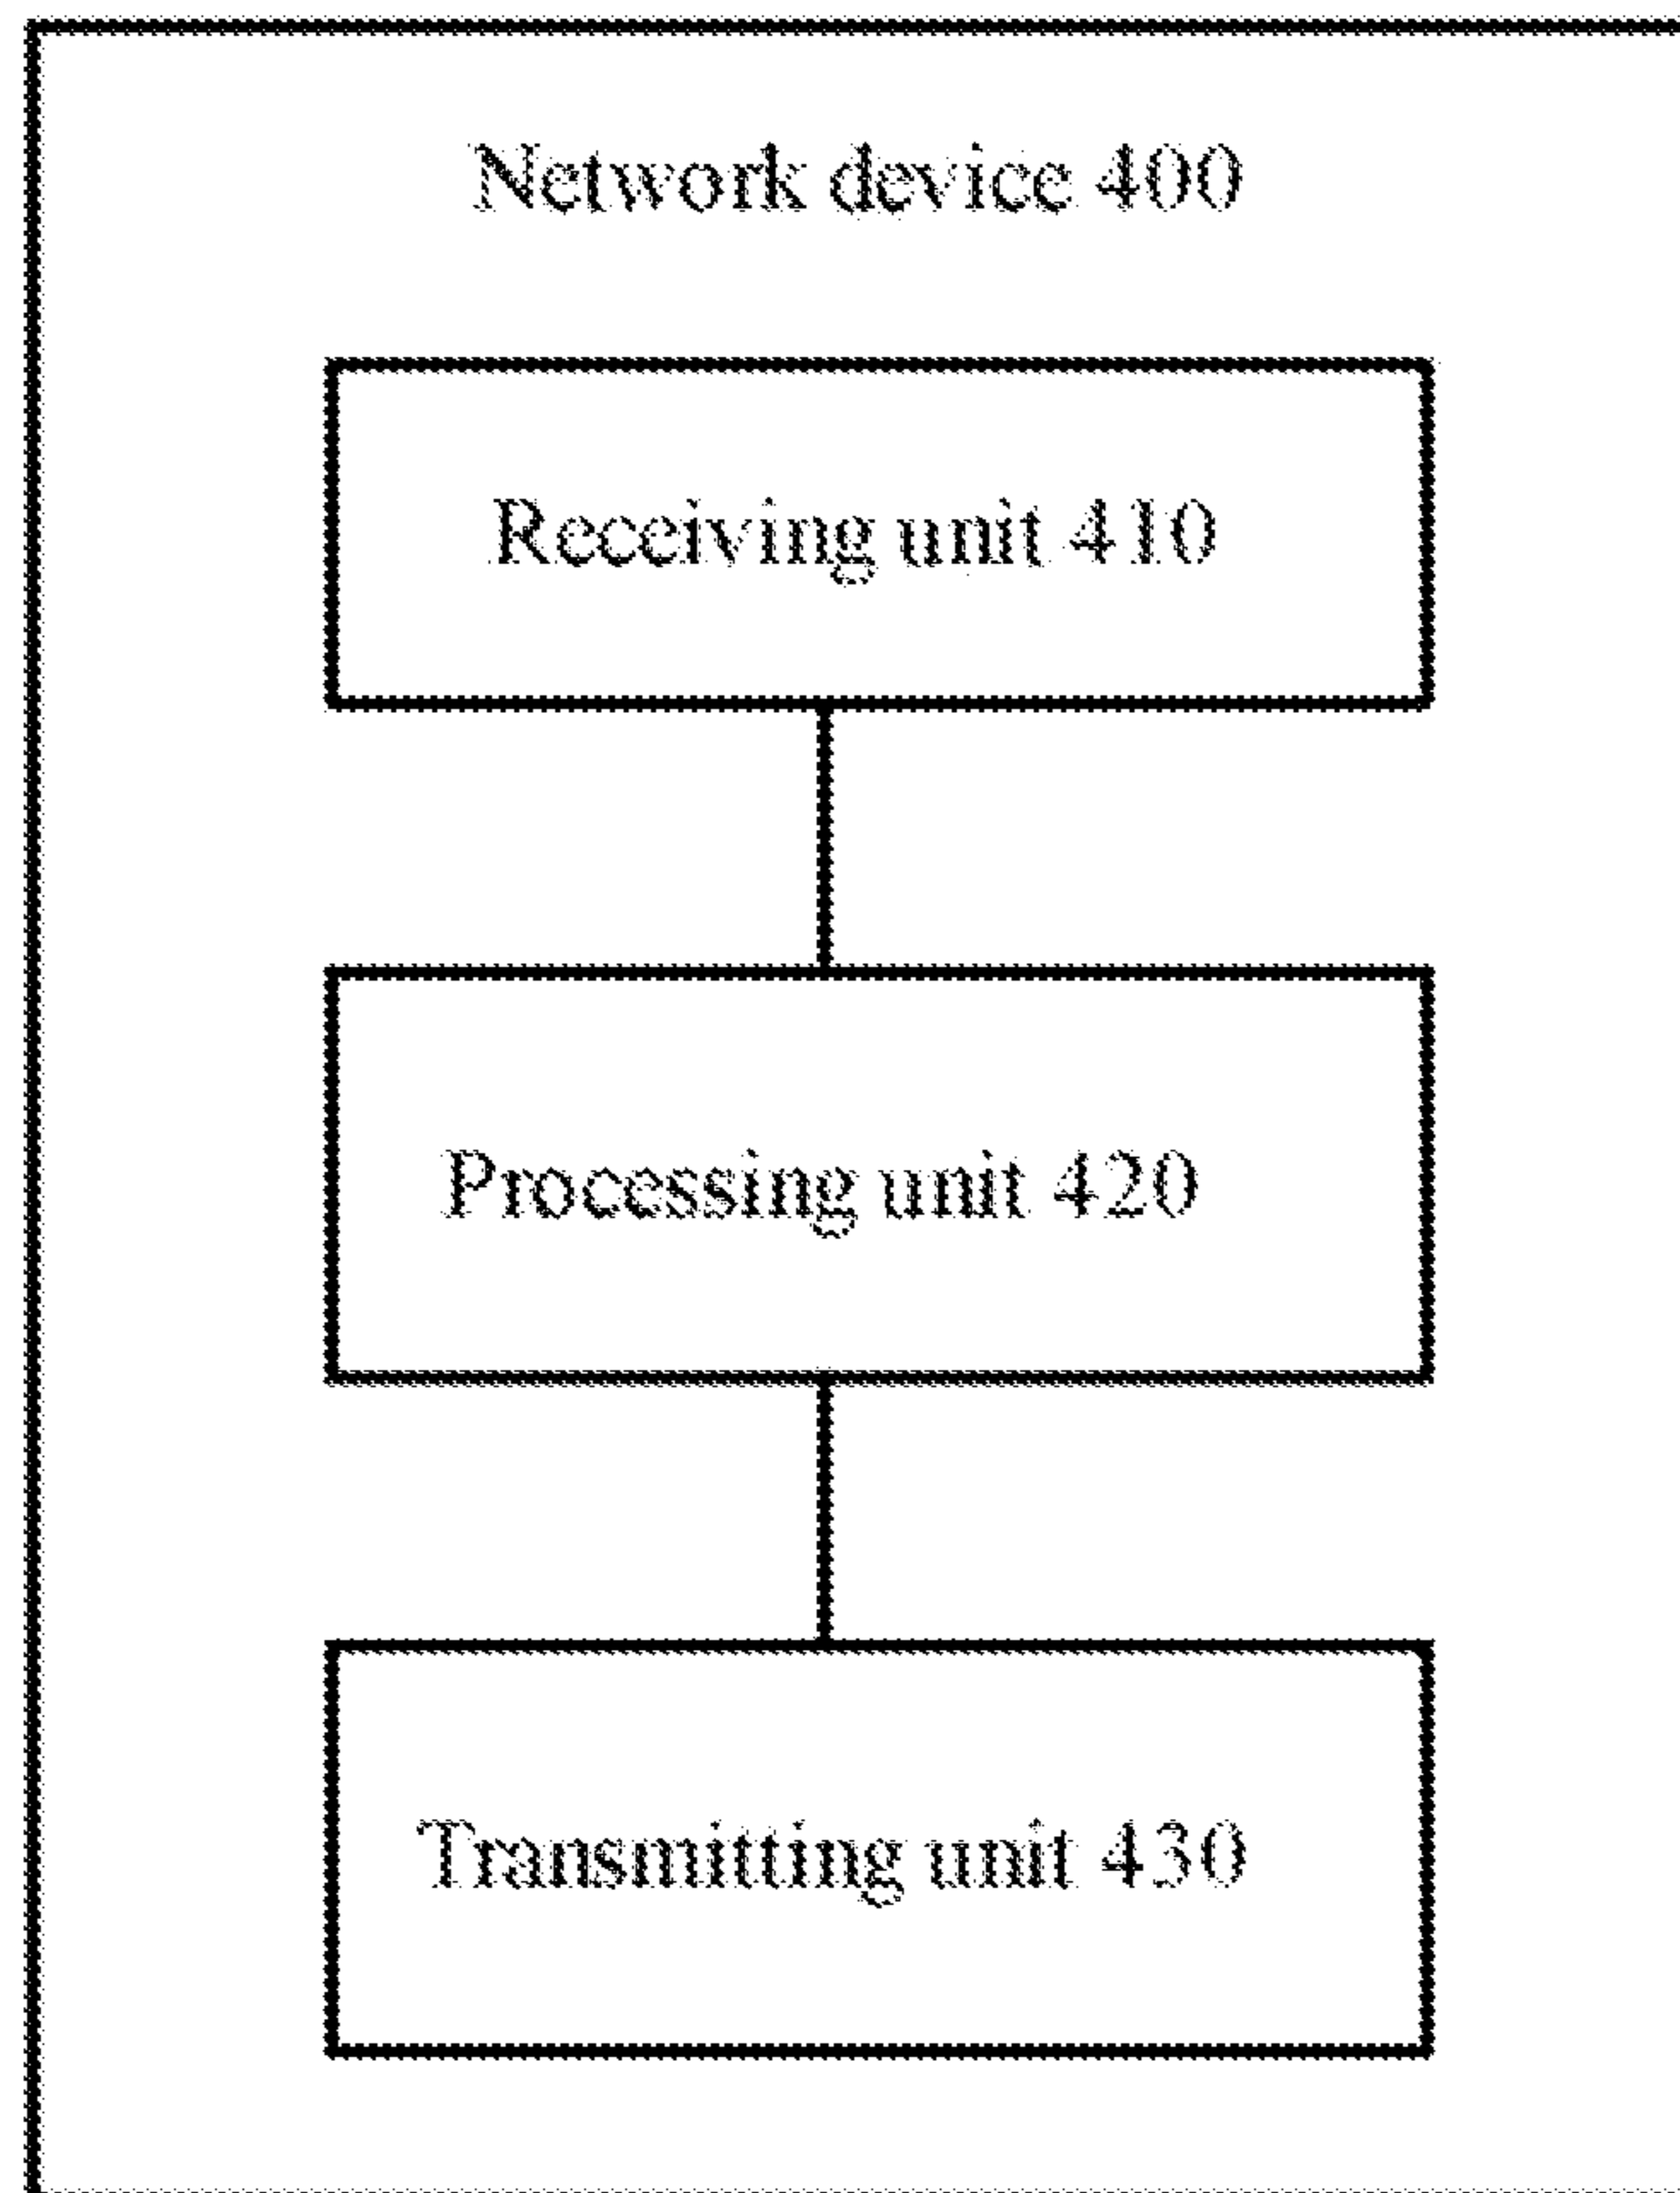 Network device 400
Receiving unit 410
Processing unit 420
Transmitting unit 430